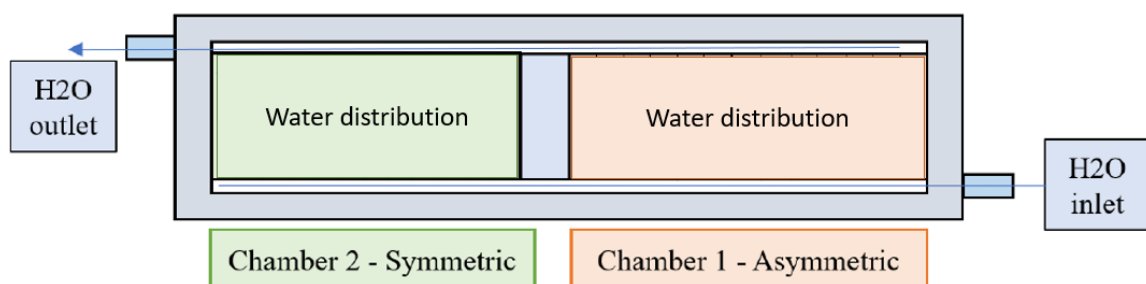 H2O
outlet
Water distribution
Water distribution
H2O
inlet
Chamber 2 - Symmetric
Chamber 1 - Asymmetric